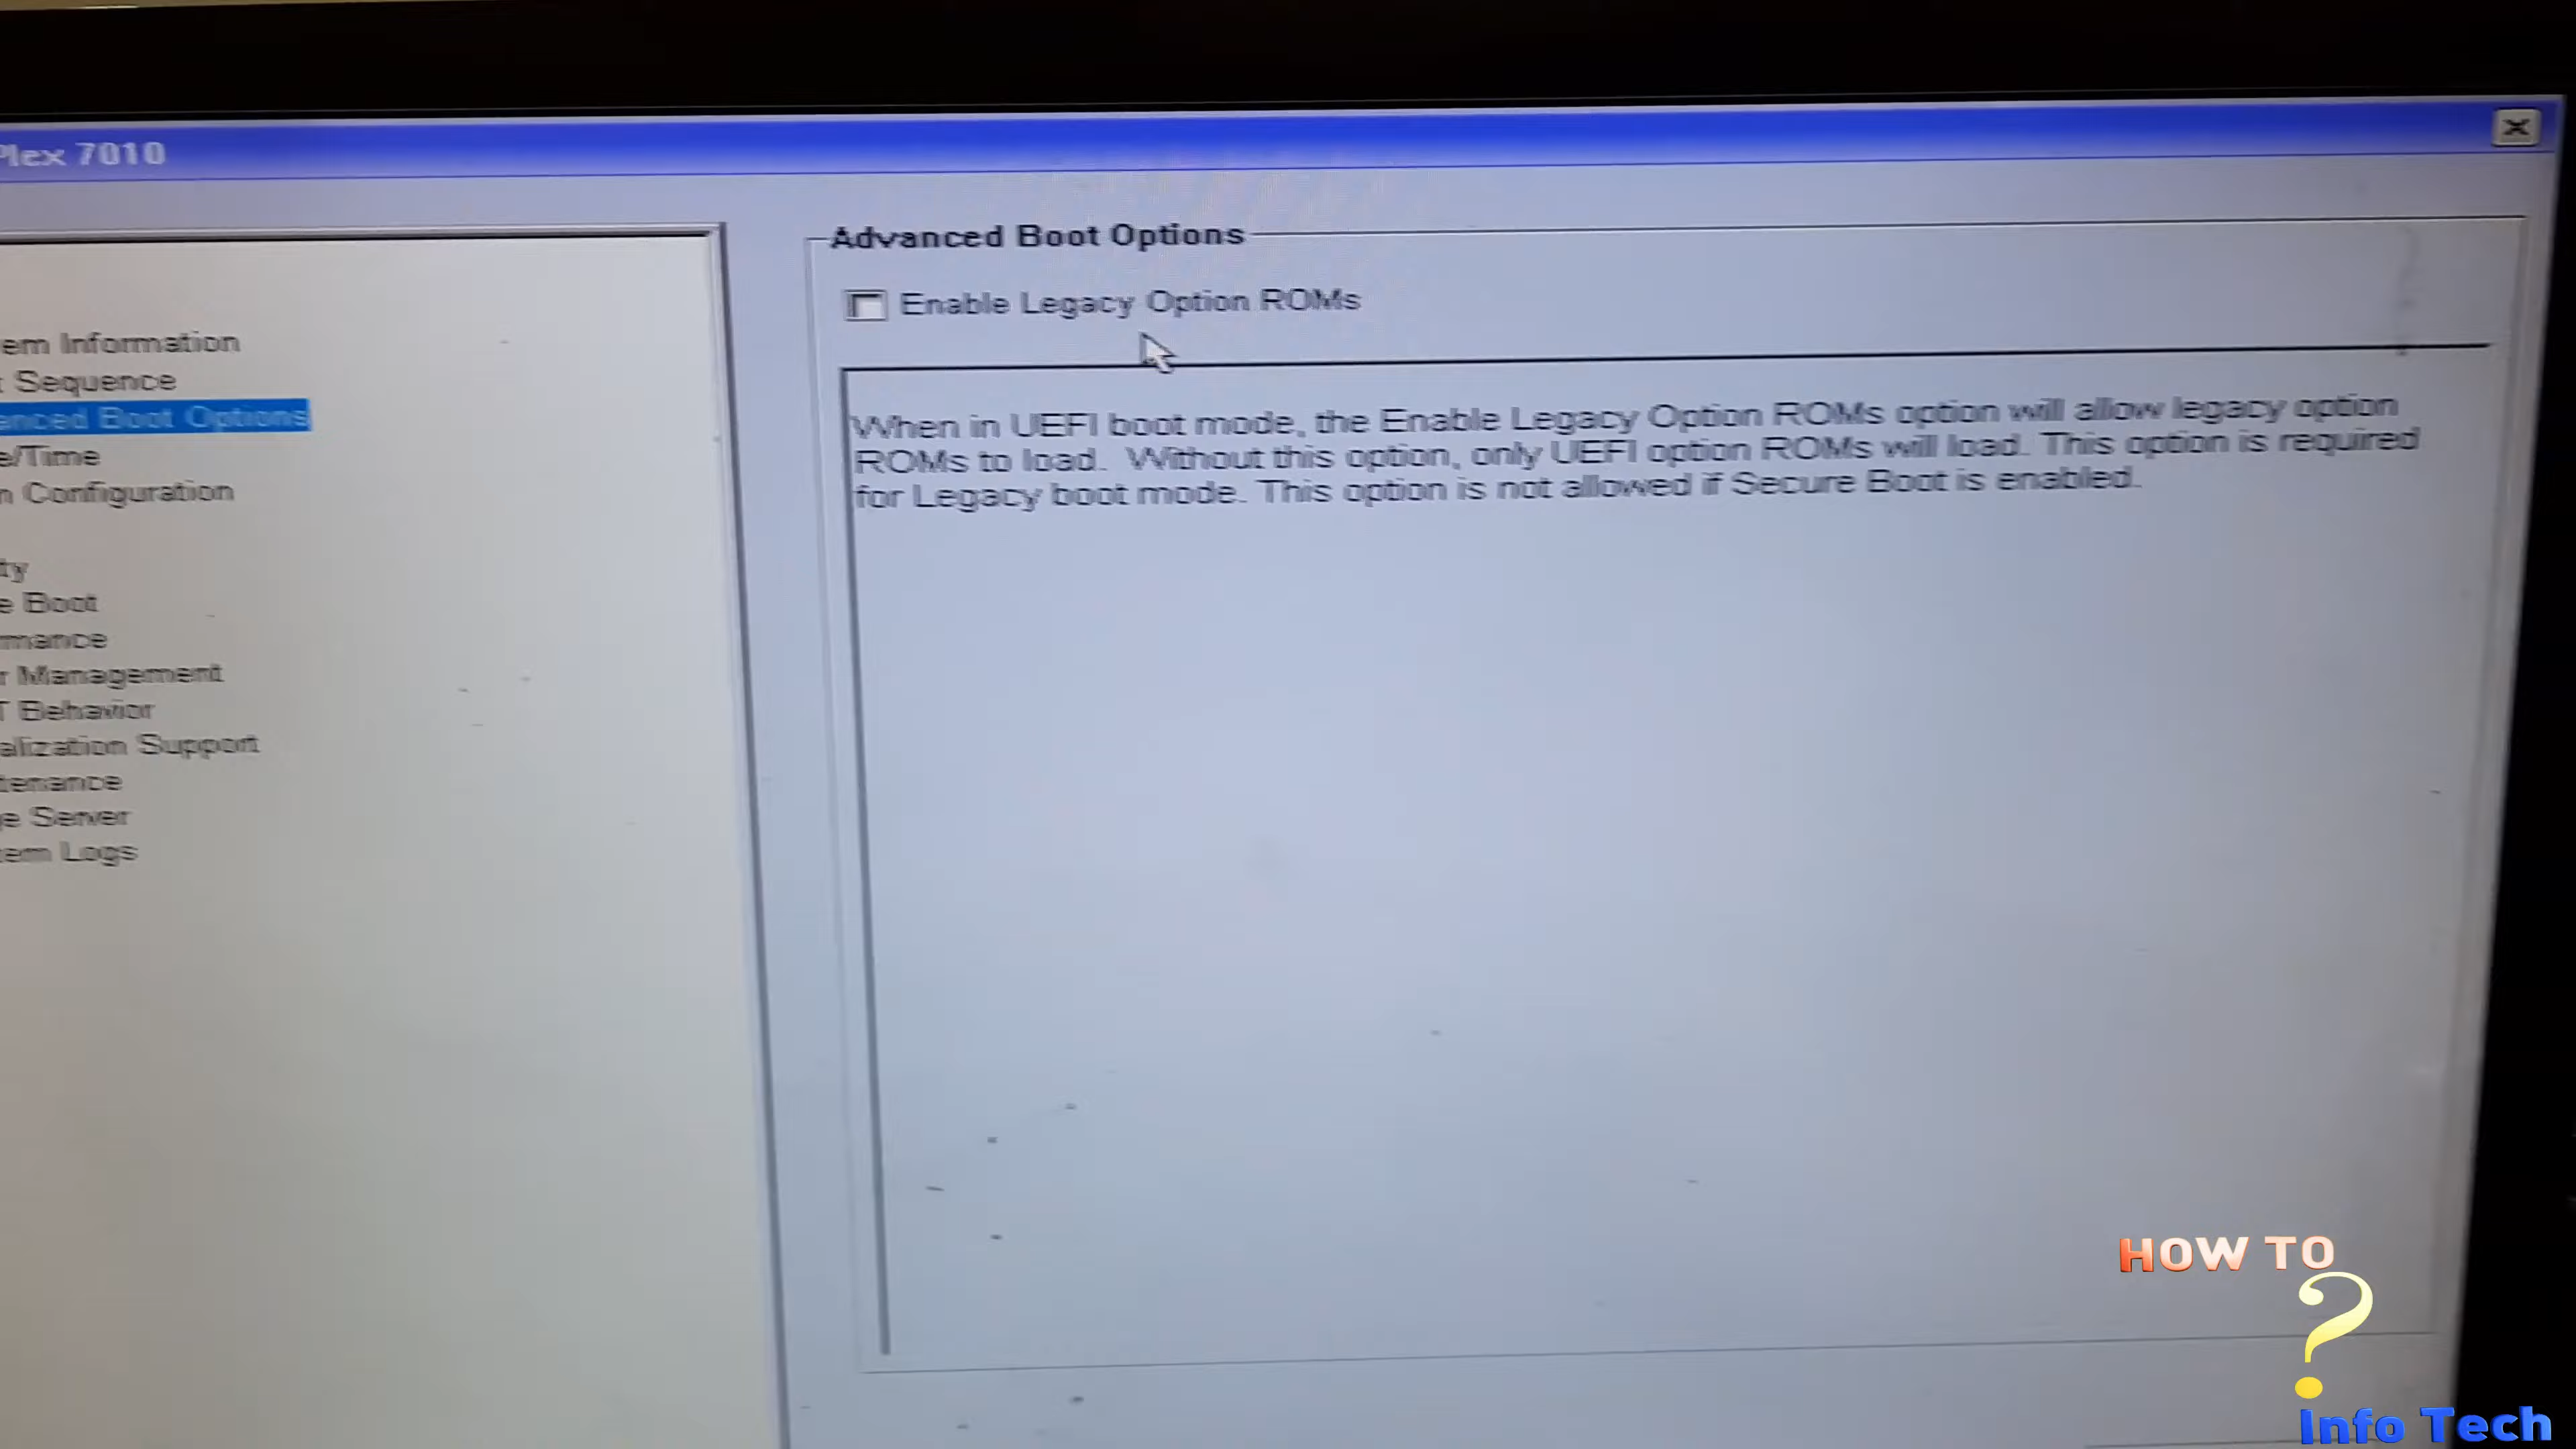 Plex 7010
em Information
Sequence
anced Boot Options
e/Time
n Configuration
ty
e Boot
rmance
r Management
T Behavior
alization Support
tenance
ge Server
tem Logs
Advanced Boot Options
Enable Legacy Option ROMs
When in UEFI boot mode, the Enable Legacy Option ROMs option will allow legacy option
ROMs to load. Without this option, only UEFI option ROMs will load. This option is required
for Legacy boot mode. This option is not allowed if Secure Boot is enabled.
HOW TO
?
Info Tech